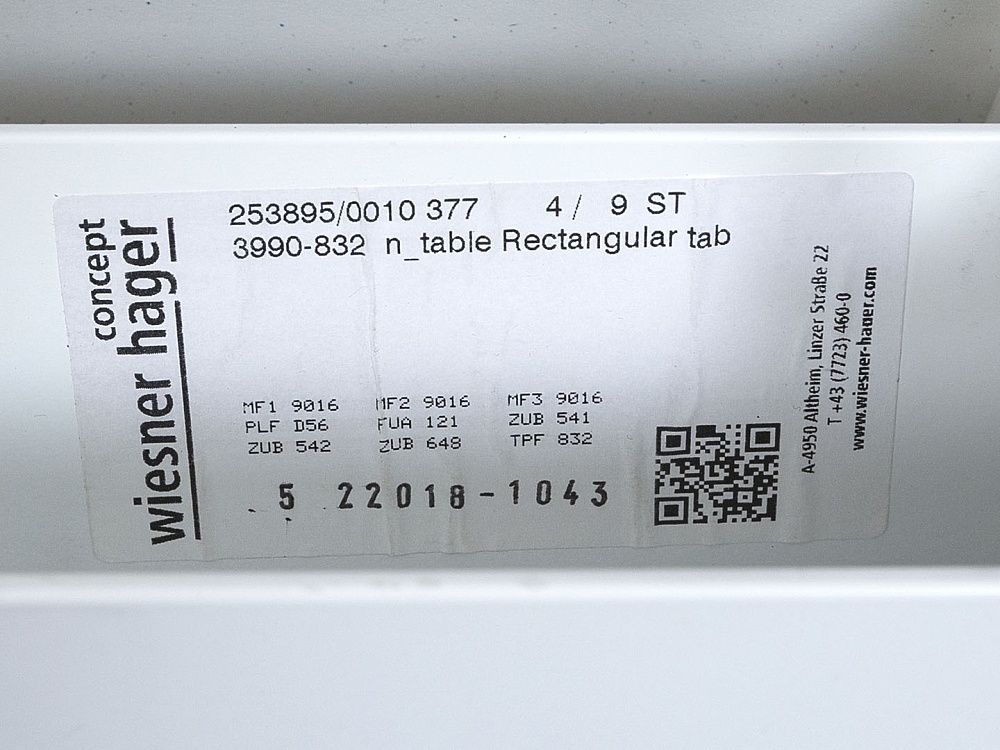 concept
wiesner hager
253895/0010 377 4 / 9 ST
3990-832 n_table Rectangular tab
MF1 9016 MF2 9016 MF3 9016
PLF D56 FUA 121 ZUB 541
ZUB 542 ZUB 648 TPF 832
. 5 22018-1043
A-4950 Altheim, Linzer Straße 22
T +43 (7723) 460-0
www.wiesner-hager.com